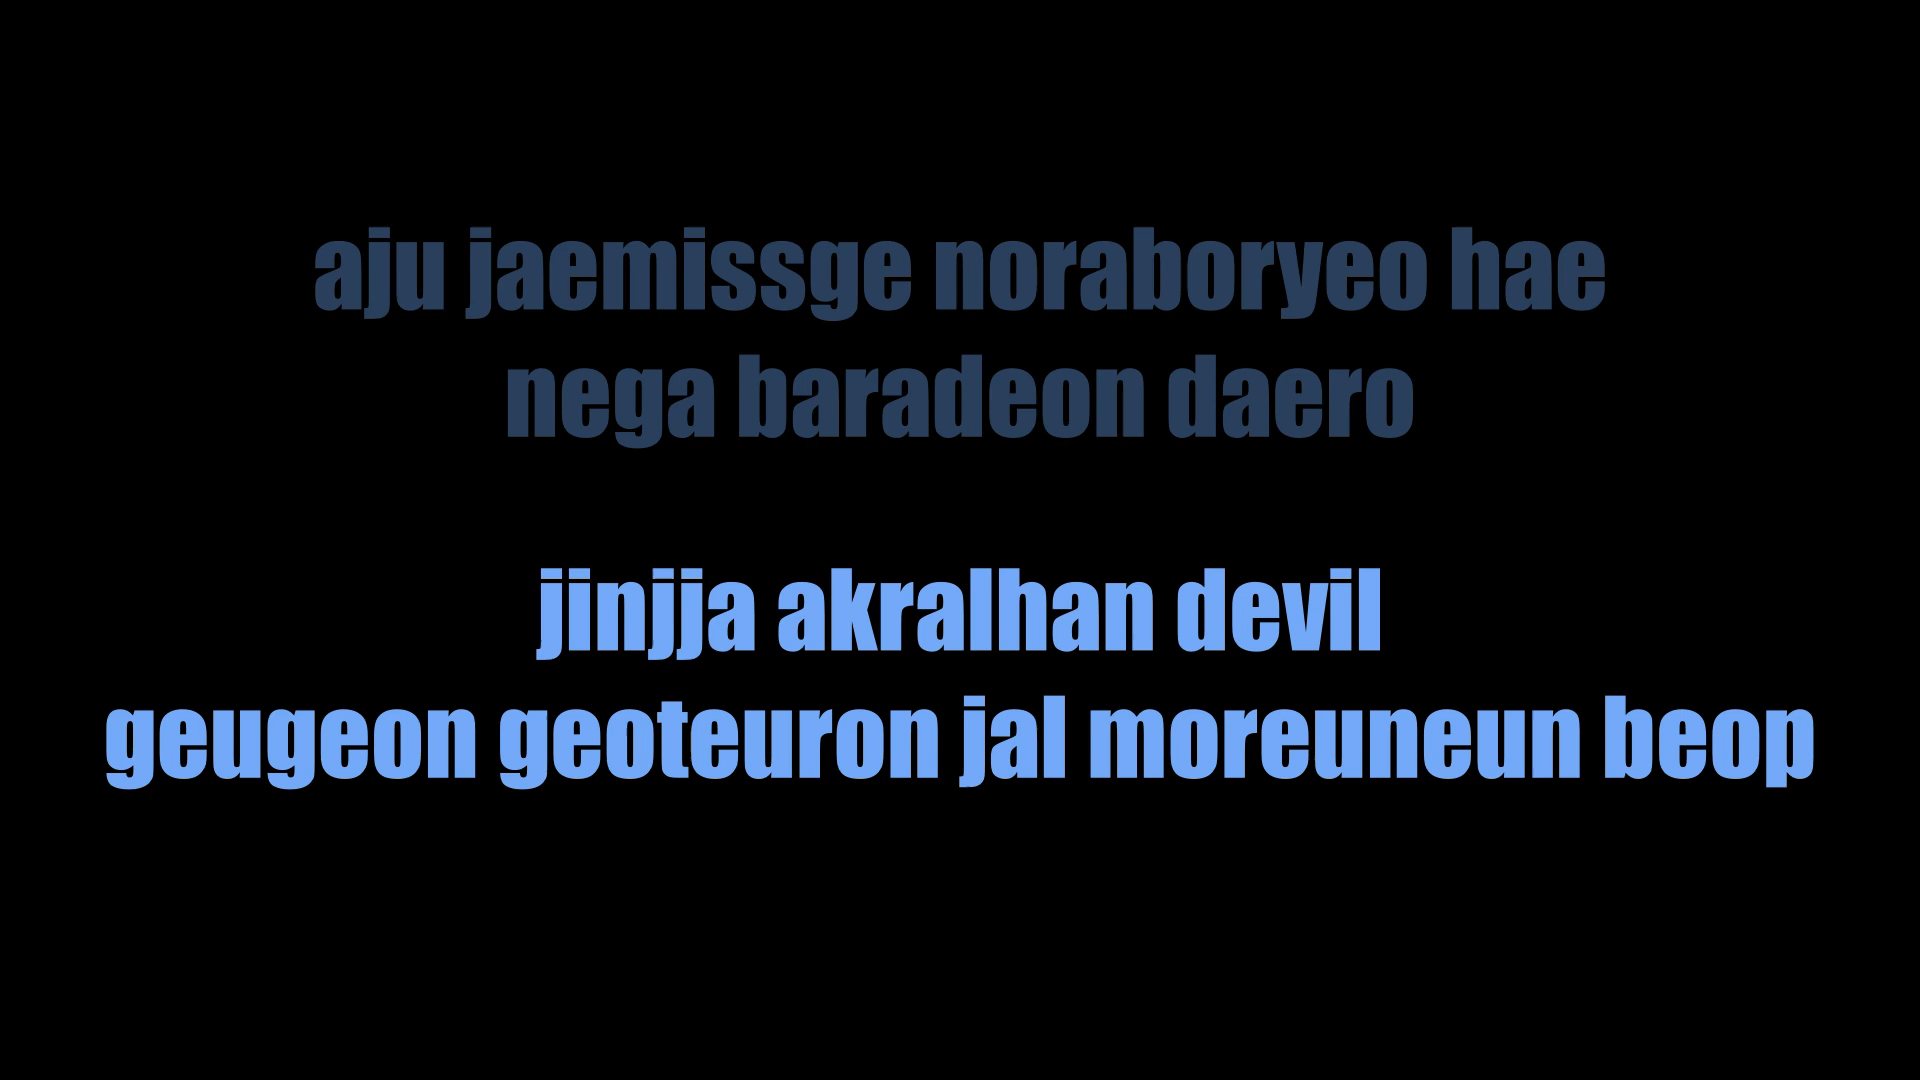 aju jaemissge noraboryeo hae
nega baradeon daero
jinjja akralhan devil
geugeon geoteuron jal moreuneun beop